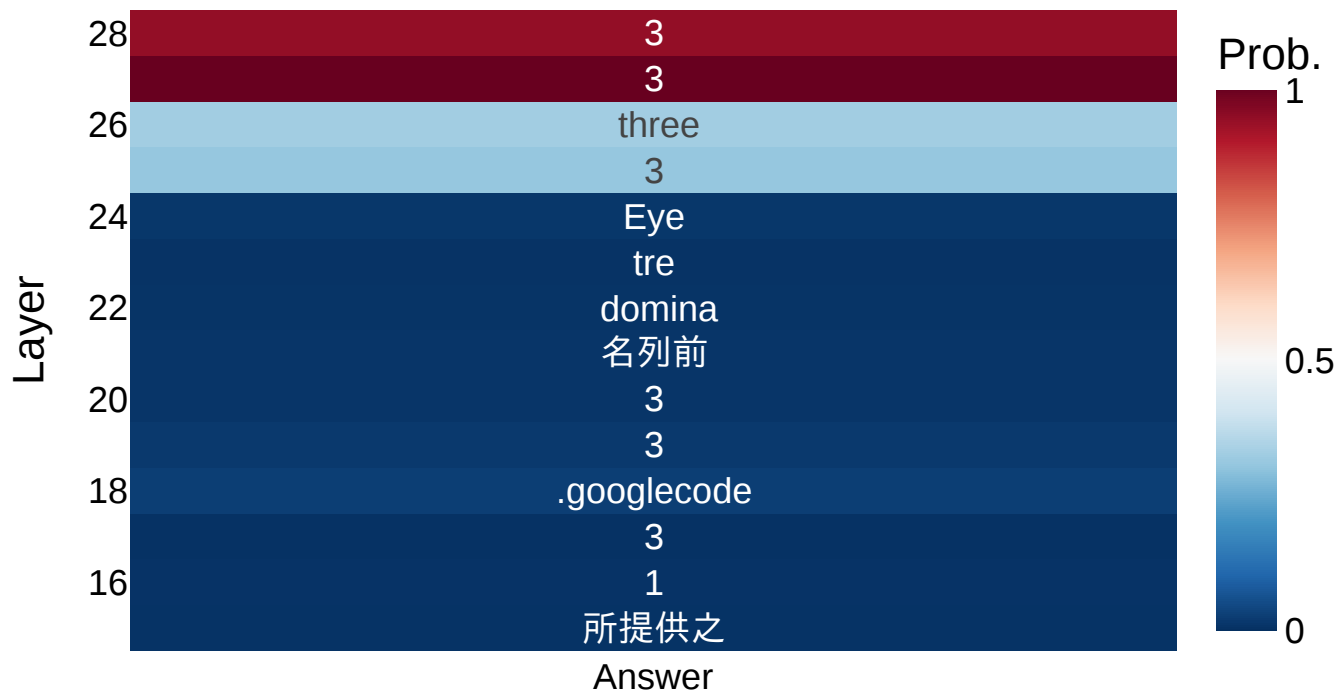 28 3
3
26 three
3
24 Eye
tre
22 domina
名列前
20 3
3
18 .googlecode
3
16 1
所提供之
Layer
Answer
Prob.
1
0.5
0